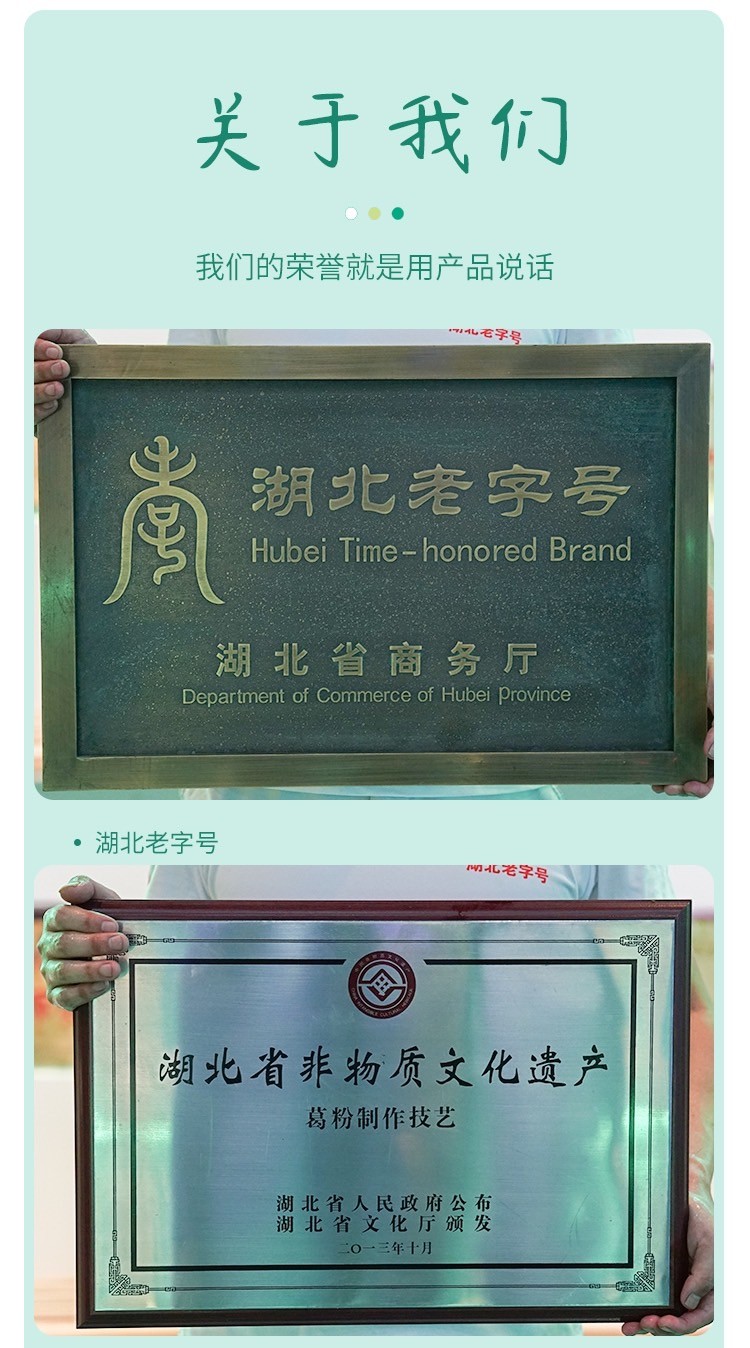 关于我们
我们的荣誉就是用产品说话
湖北老字号
湖北老字号
Hubei Time-honored Brand
湖北省商务厅
Department of Commerce of Hubei province
• 湖北老字号
湖北老字号
湖北省非物质文化遗产
葛粉制作技艺
湖北省人民政府公布
湖北省文化厅颁发
二〇一三年十月